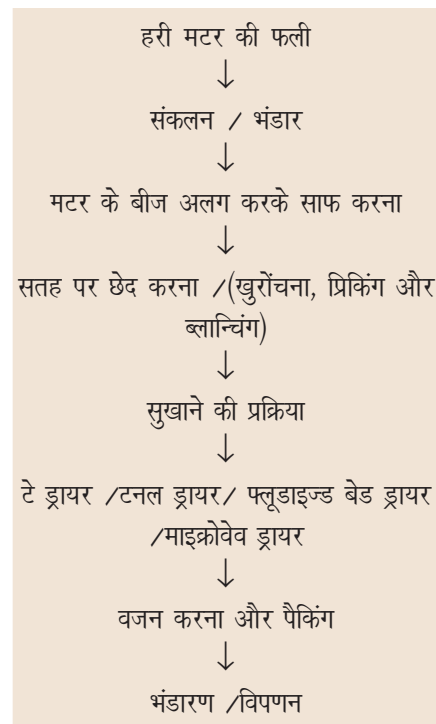 हरी मटर की फली
↓
संकलन / भंडार
↓
मटर के बीज अलग करके साफ करना
↓
सतह पर छेद करना /(खुरोंचना, प्रिकिंग और
ब्लान्चिंग)
↓
सुखाने की प्रक्रिया
↓
टे ड्रायर /टनल ड्रायर/ फ्लूडाइज्ड बेड ड्रायर
/माइक्रोवेव ड्रायर
↓
वजन करना और पैकिंग
↓
भंडारण /विपणन